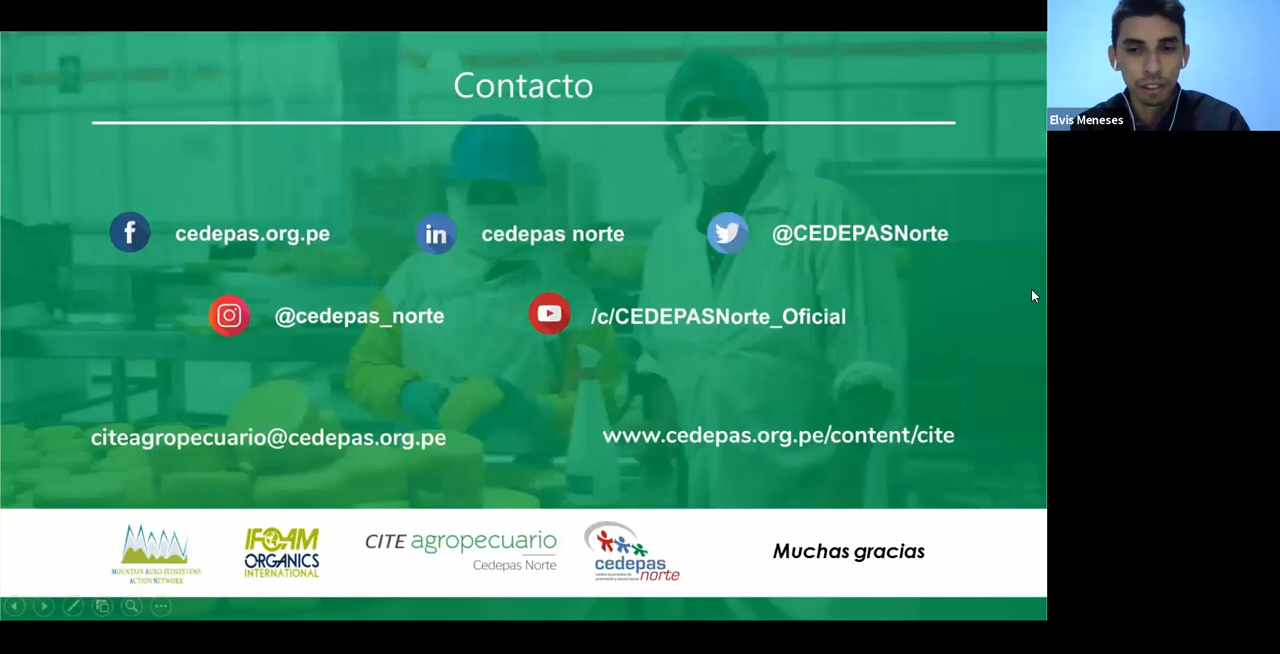 Contacto
Elvis Meneses
cedepas.org.pe
cedepas norte
@CEDEPASNorte
@cedepas_norte
/c/CEDEPASNorte_Oficial
citeagropecuario@cedepas.org.pe
www.cedepas.org.pe/content/cite
MOUNTAIN AGRO-ECOSYSTEMS
ACTION NETWORK
IFOAM
ORGANICS
INTERNATIONAL
CITE agropecuario
Cedepas Norte
cedepas
norte
Muchas gracias